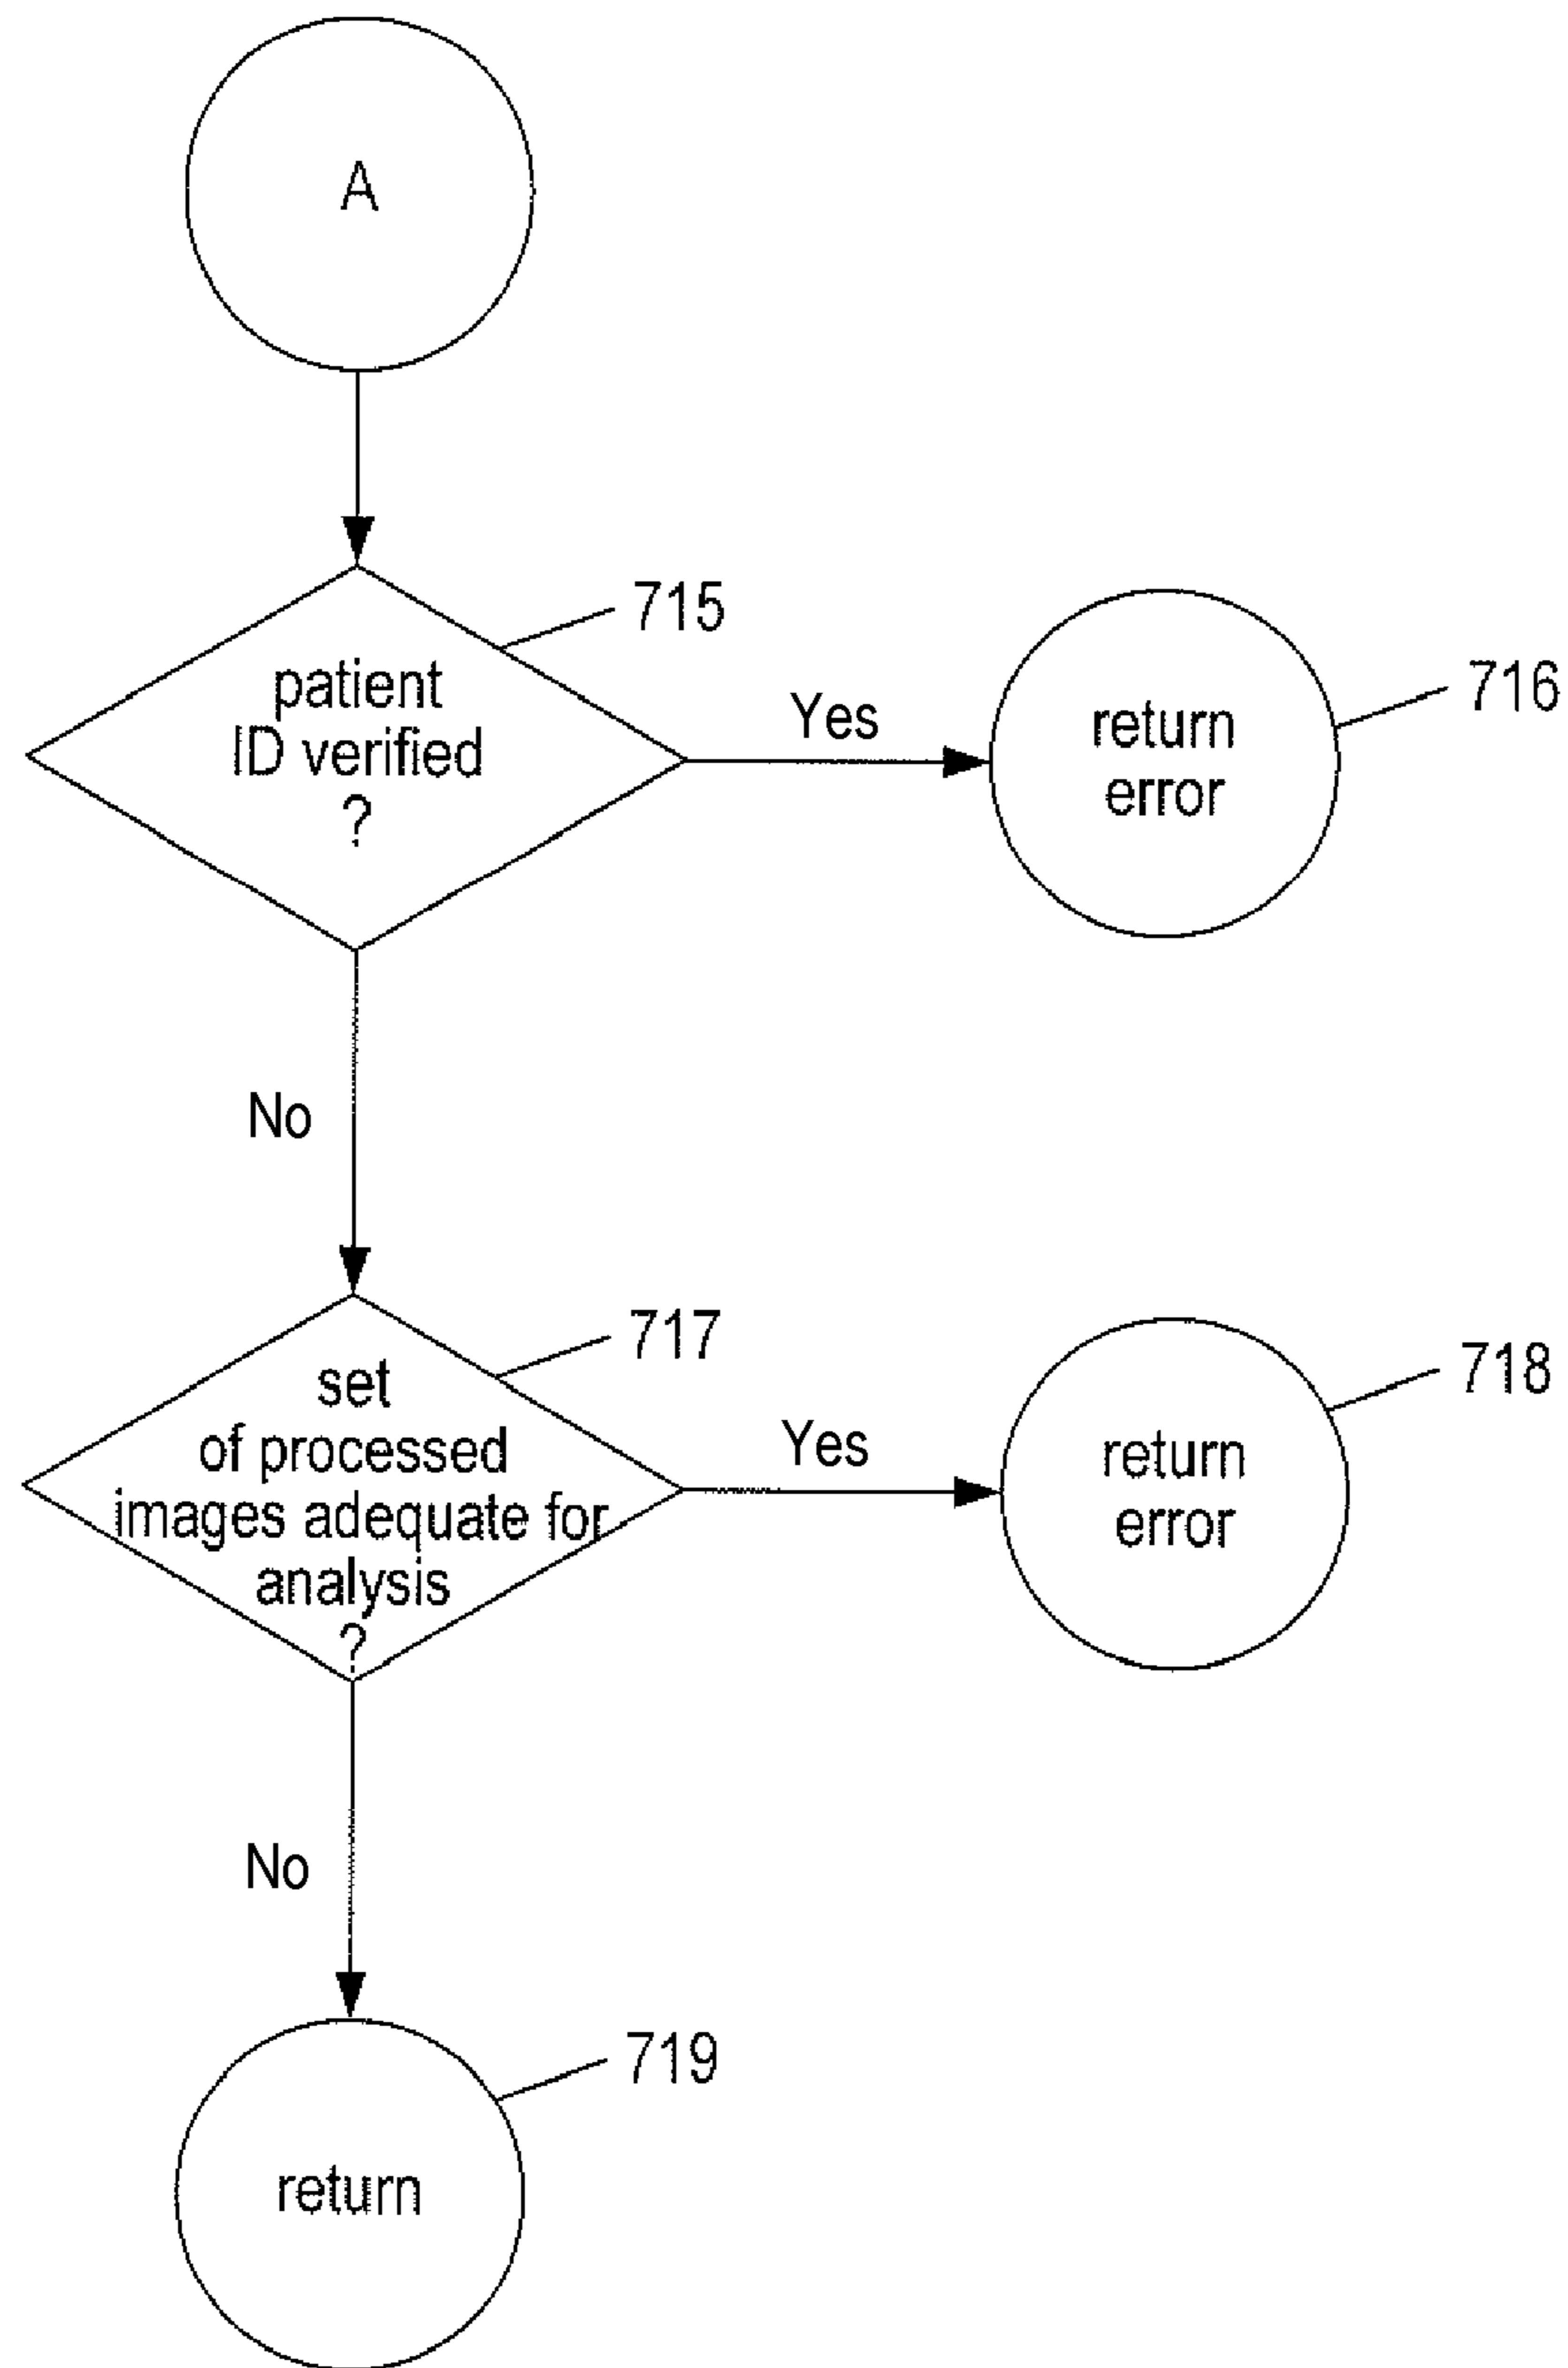 A
715
patient
ID verified
?
Yes
return
error
716
No
717
set
of processed
images adequate for
analysis
?
Yes
return
error
718
No
719
return